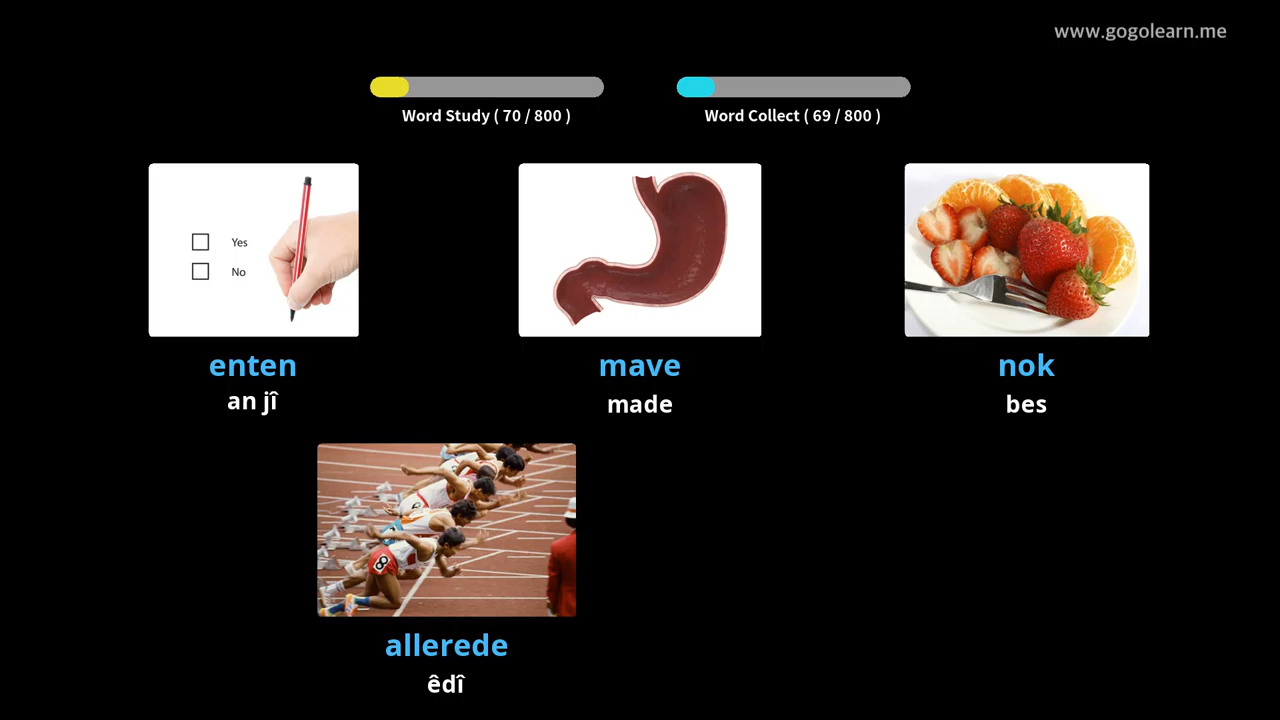 www.gogolearn.me
Word Study ( 70 / 800 )
Word Collect ( 69 / 800 )
Yes
No
enten
an jî
mave
made
nok
bes
8
allerede
êdî